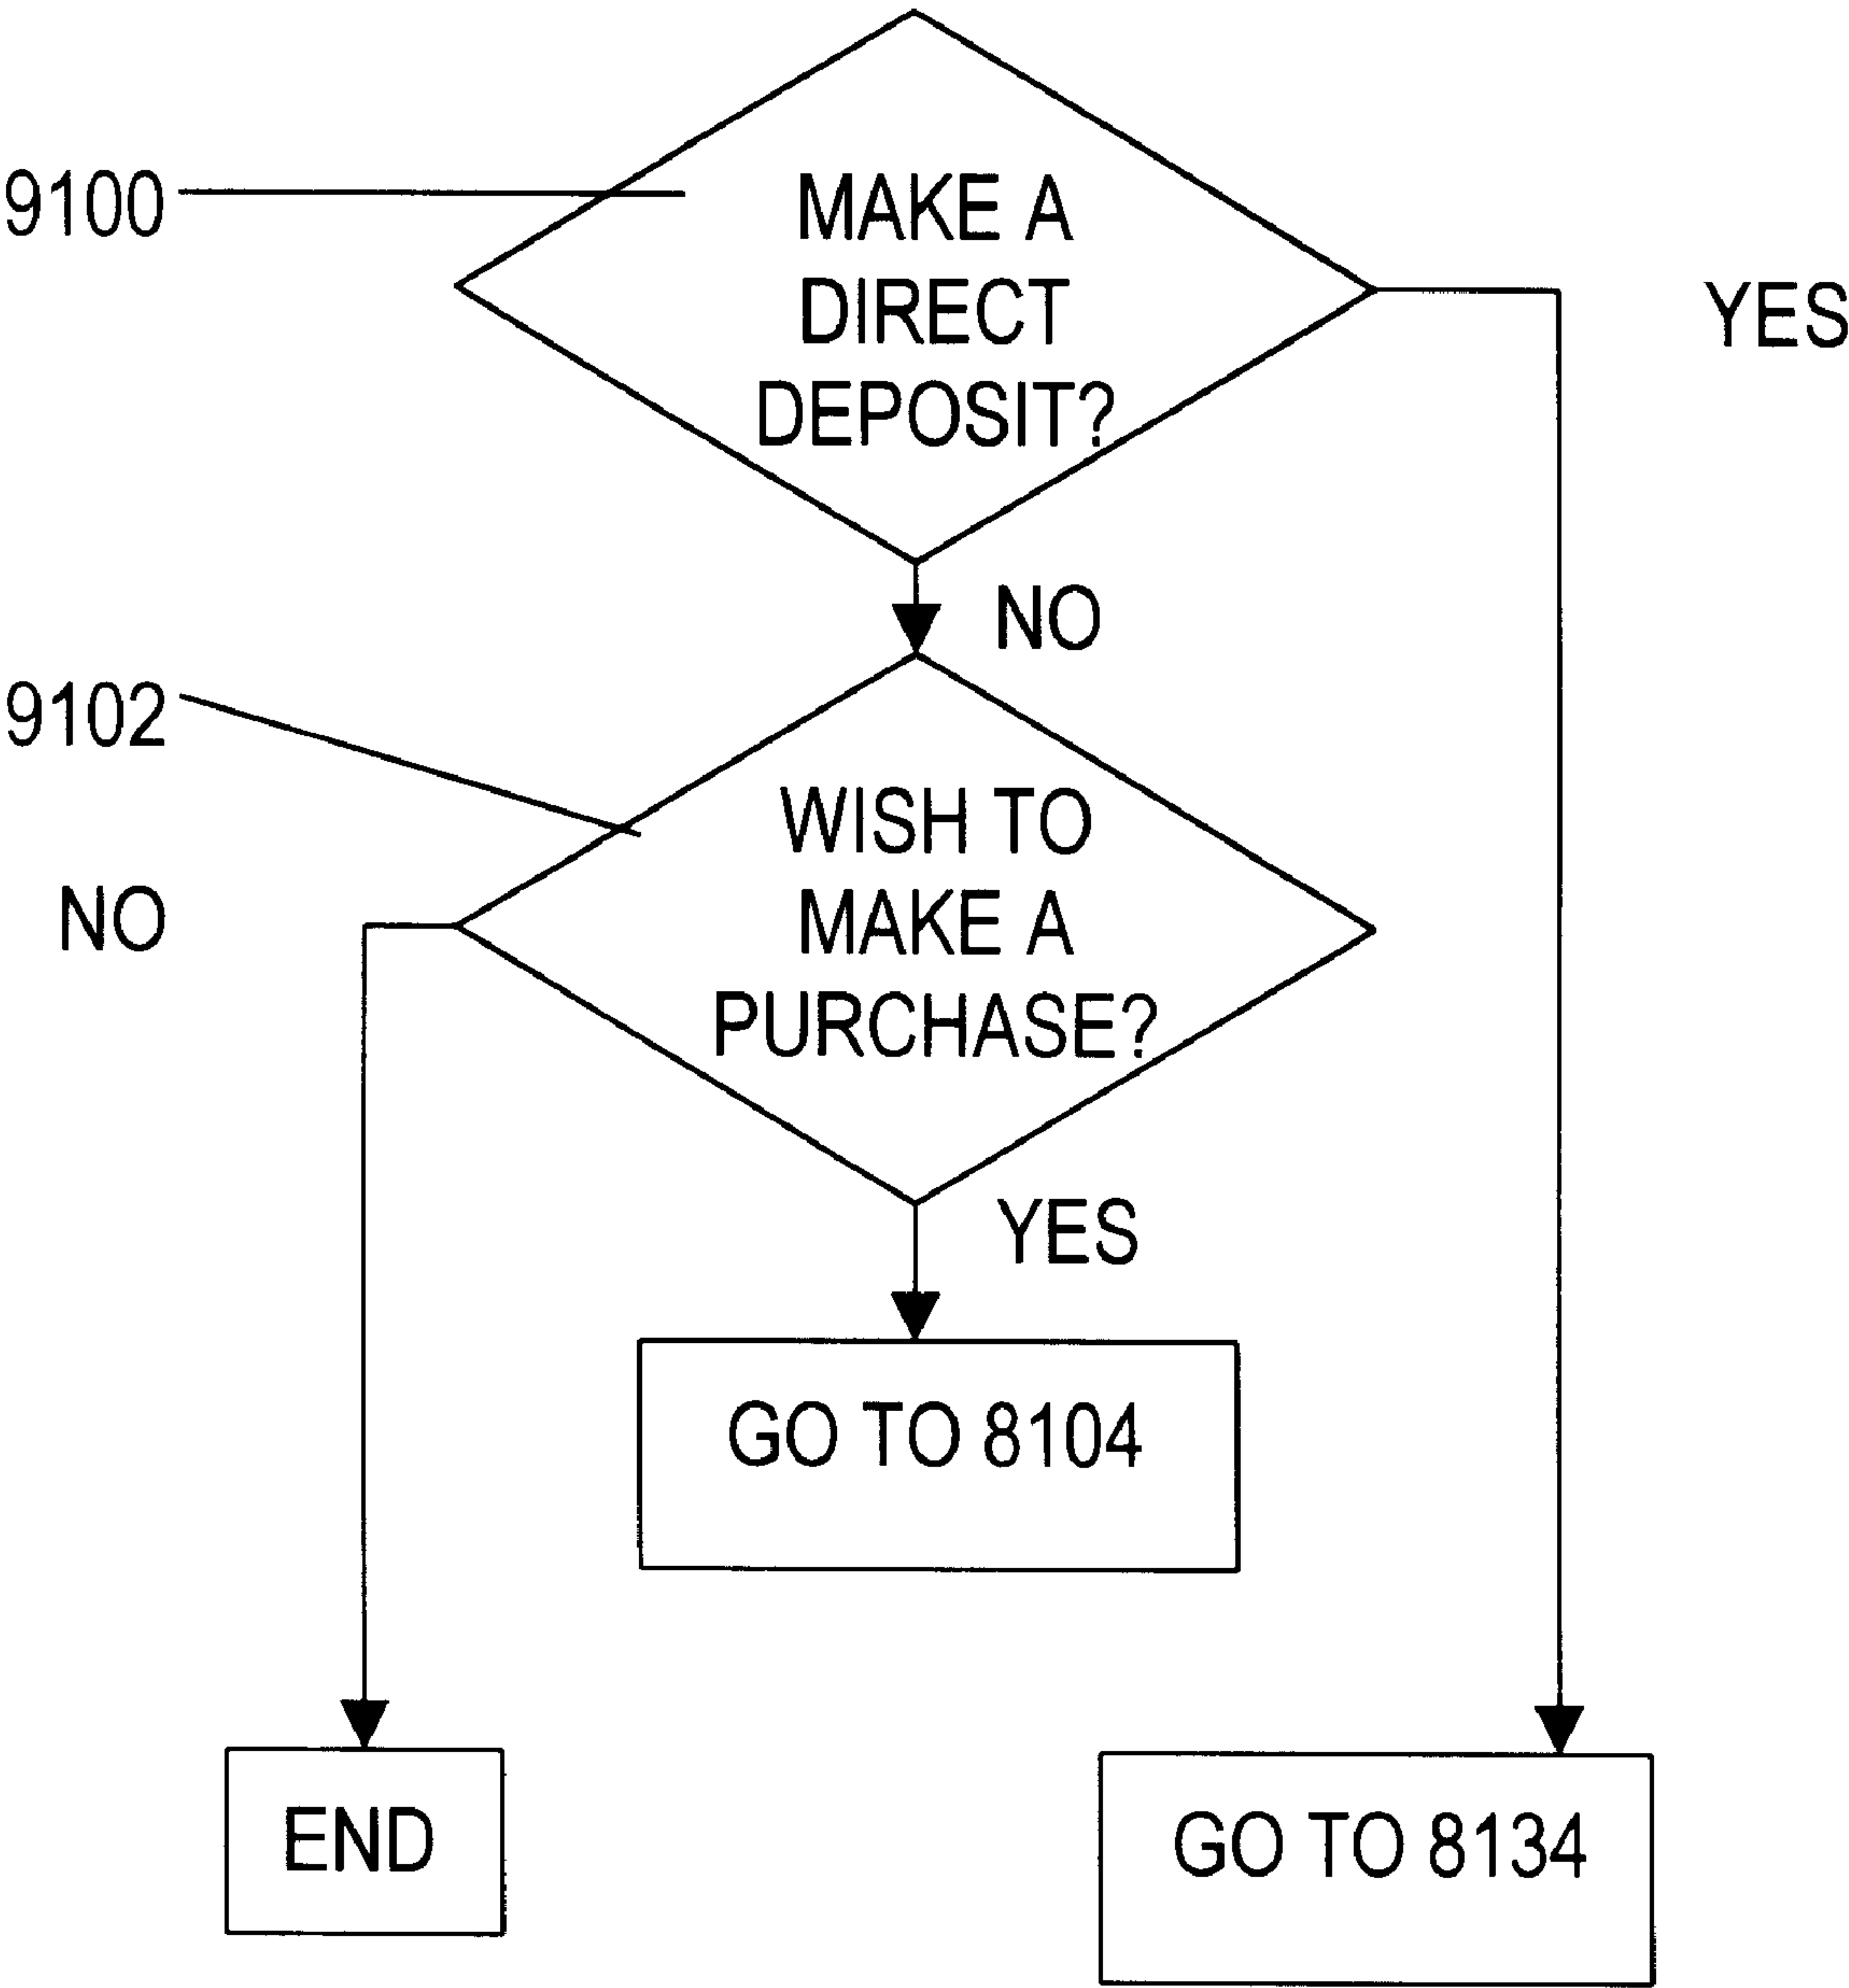 9100
MAKE A
DIRECT
DEPOSIT?
YES
NO
9102
WISH TO
MAKE A
PURCHASE?
NO
YES
GO TO 8104
END
GO TO 8134